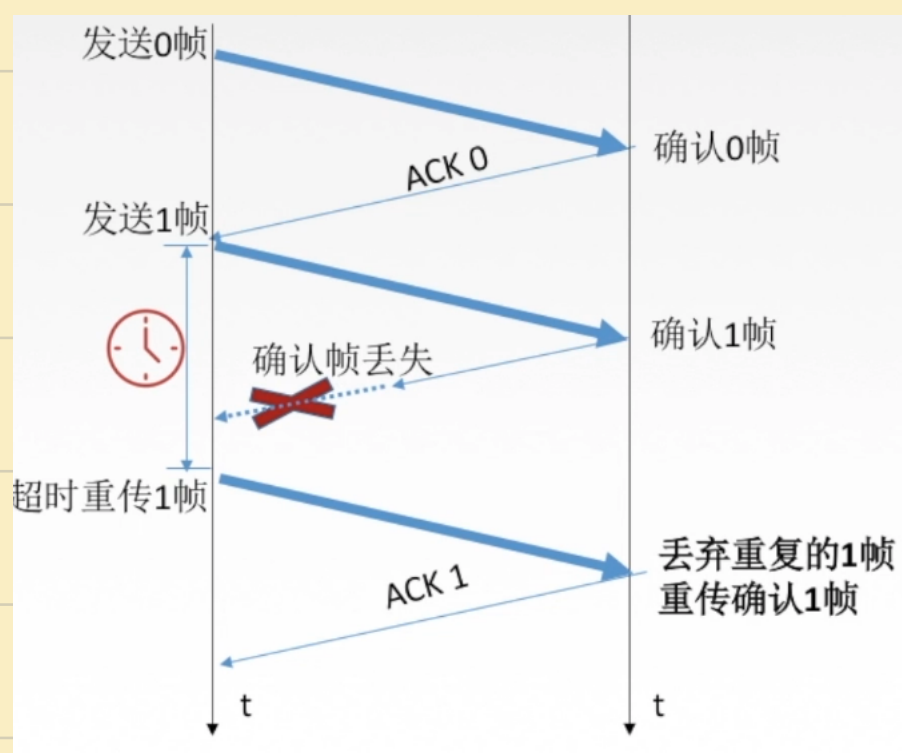 发送0帧
ACK 0
确认0帧
发送1帧
确认1帧
确认帧丢失
超时重传1帧
丢弃重复的1帧
重传确认1帧
ACK 1
t
t